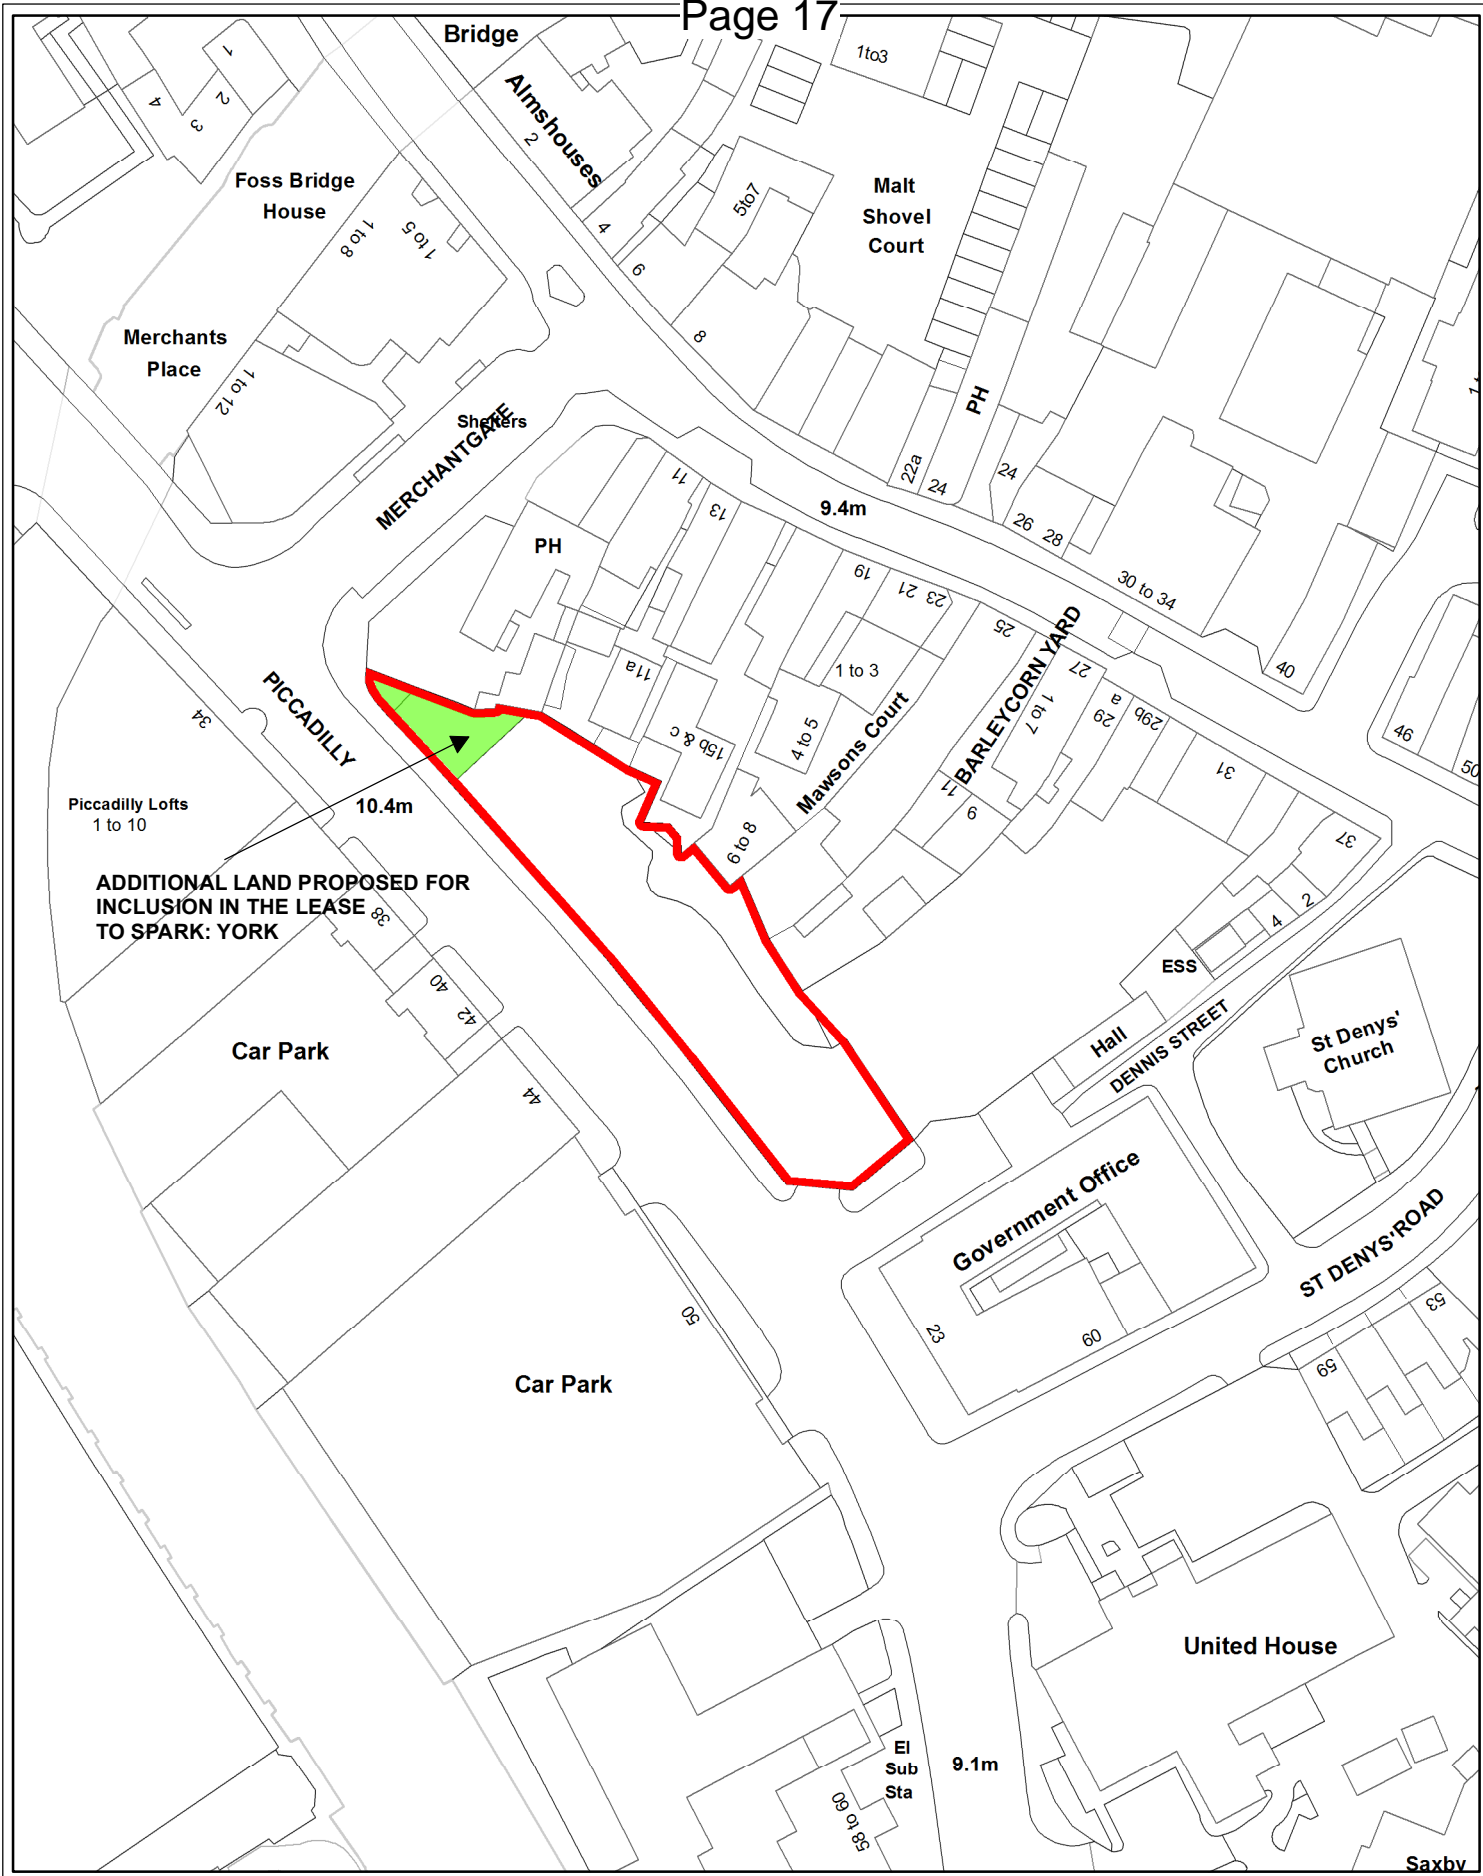 Page 17
Bridge
Almshouses
1
2
3
4
2
4
6
8
1to3
5to7
Malt
Shovel
Court
Foss Bridge
House
1 to 8
1 to 5
Merchants
Place
1 to 12
Shelters
MERCHANTGATE
PH
PH
22a
24
24
26
28
30 to 34
40
46
50
9.4m
11
13
19
21
23
25
27
29
a
29b
31
37
2
4
11a
15b & c
1 to 3
4 to 5
6 to 8
Mawsons Court
BARLEYCORN YARD
1 to 7
11
9
PICCADILLY
34
10.4m
Piccadilly Lofts
1 to 10
ADDITIONAL LAND PROPOSED FOR
INCLUSION IN THE LEASE
TO SPARK: YORK
38
40
42
44
Car Park
ESS
Hall
DENNIS STREET
St Denys'
Church
Government Office
23
60
ST DENYS' ROAD
53
59
50
Car Park
United House
El
Sub
Sta
9.1m
58 to 60
Saxby